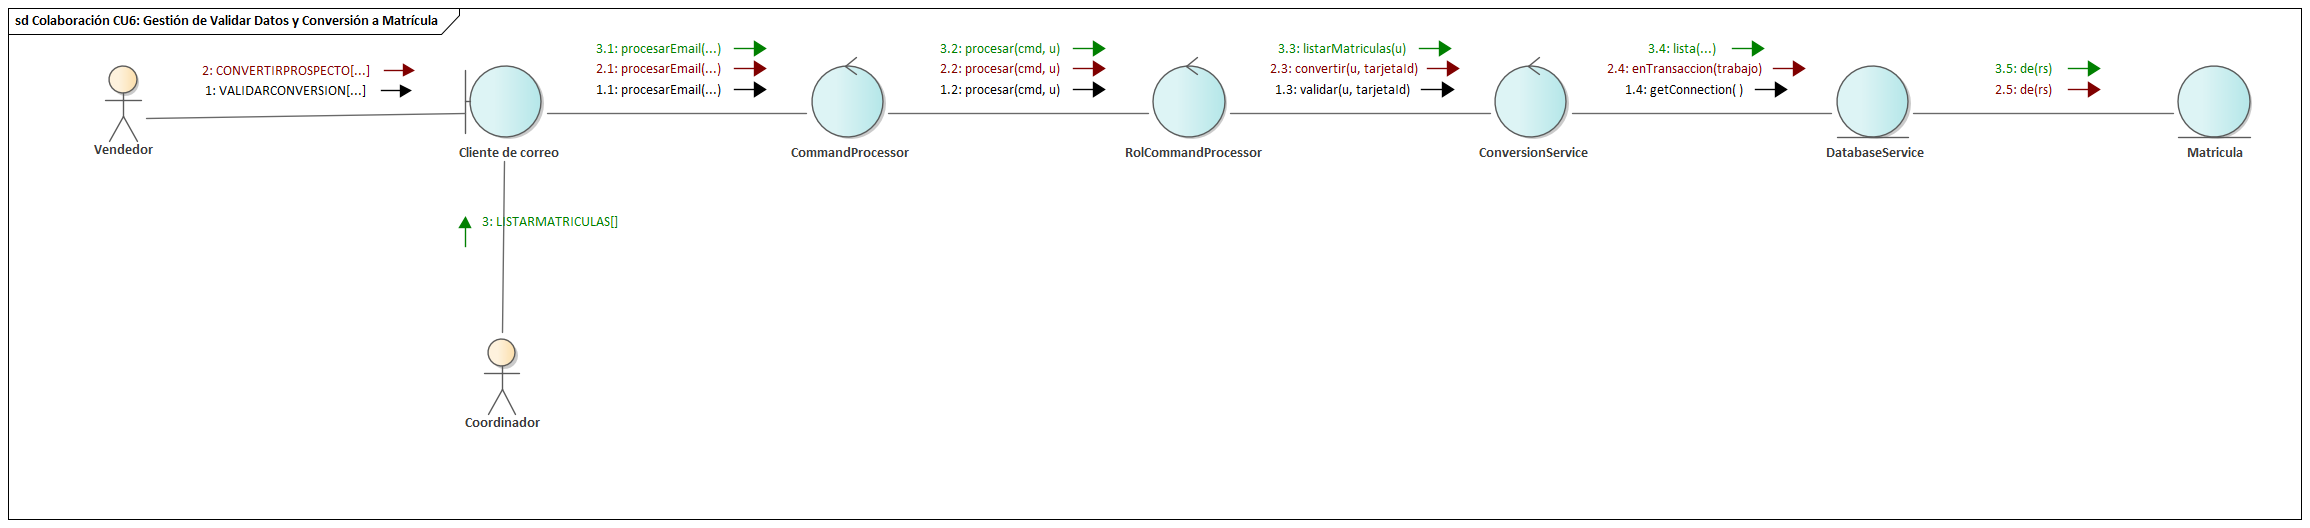 sd Colaboración CU6: Gestión de Validar Datos y Conversión a Matrícula
3.1: procesarEmail(...)
3.2: procesar(cmd, u)
3.3: listarMatriculas(u)
3.4: lista(...)
2: CONVERTIRPROSPECTO[...]
2.1: procesarEmail(...)
2.2: procesar(cmd, u)
2.3: convertir(u, tarjetaId)
2.4: enTransaccion(trabajo)
3.5: de(rs)
1: VALIDARCONVERSION[...]
1.1: procesarEmail(...)
1.2: procesar(cmd, u)
1.3: validar(u, tarjetaId)
1.4: getConnection( )
2.5: de(rs)
Vendedor
Cliente de correo
CommandProcessor
RolCommandProcessor
ConversionService
DatabaseService
Matricula
3: LISTARMATRICULAS[]
Coordinador